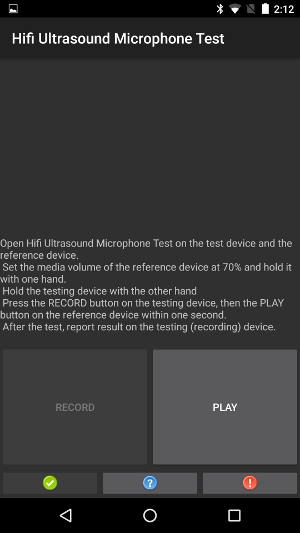 2:12
Hifi Ultrasound Microphone Test
Open Hifi Ultrasound Microphone Test on the test device and the
reference device.
Set the media volume of the reference device at 70% and hold it
with one hand.
Hold the testing device with the other hand
Press the RECORD button on the testing device, then the PLAY
button on the reference device within one second.
After the test, report result on the testing (recording) device.
RECORD
PLAY